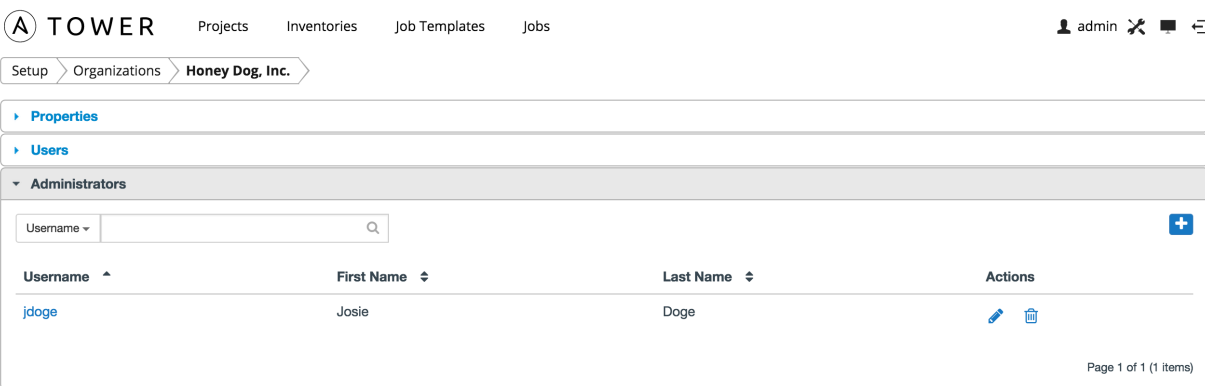 A TOWER Projects Inventories Job Templates Jobs admin
Setup Organizations Honey Dog, Inc.
Properties
Users
Administrators
Username
Username First Name Last Name Actions
jdoge Josie Doge
Page 1 of 1 (1 items)